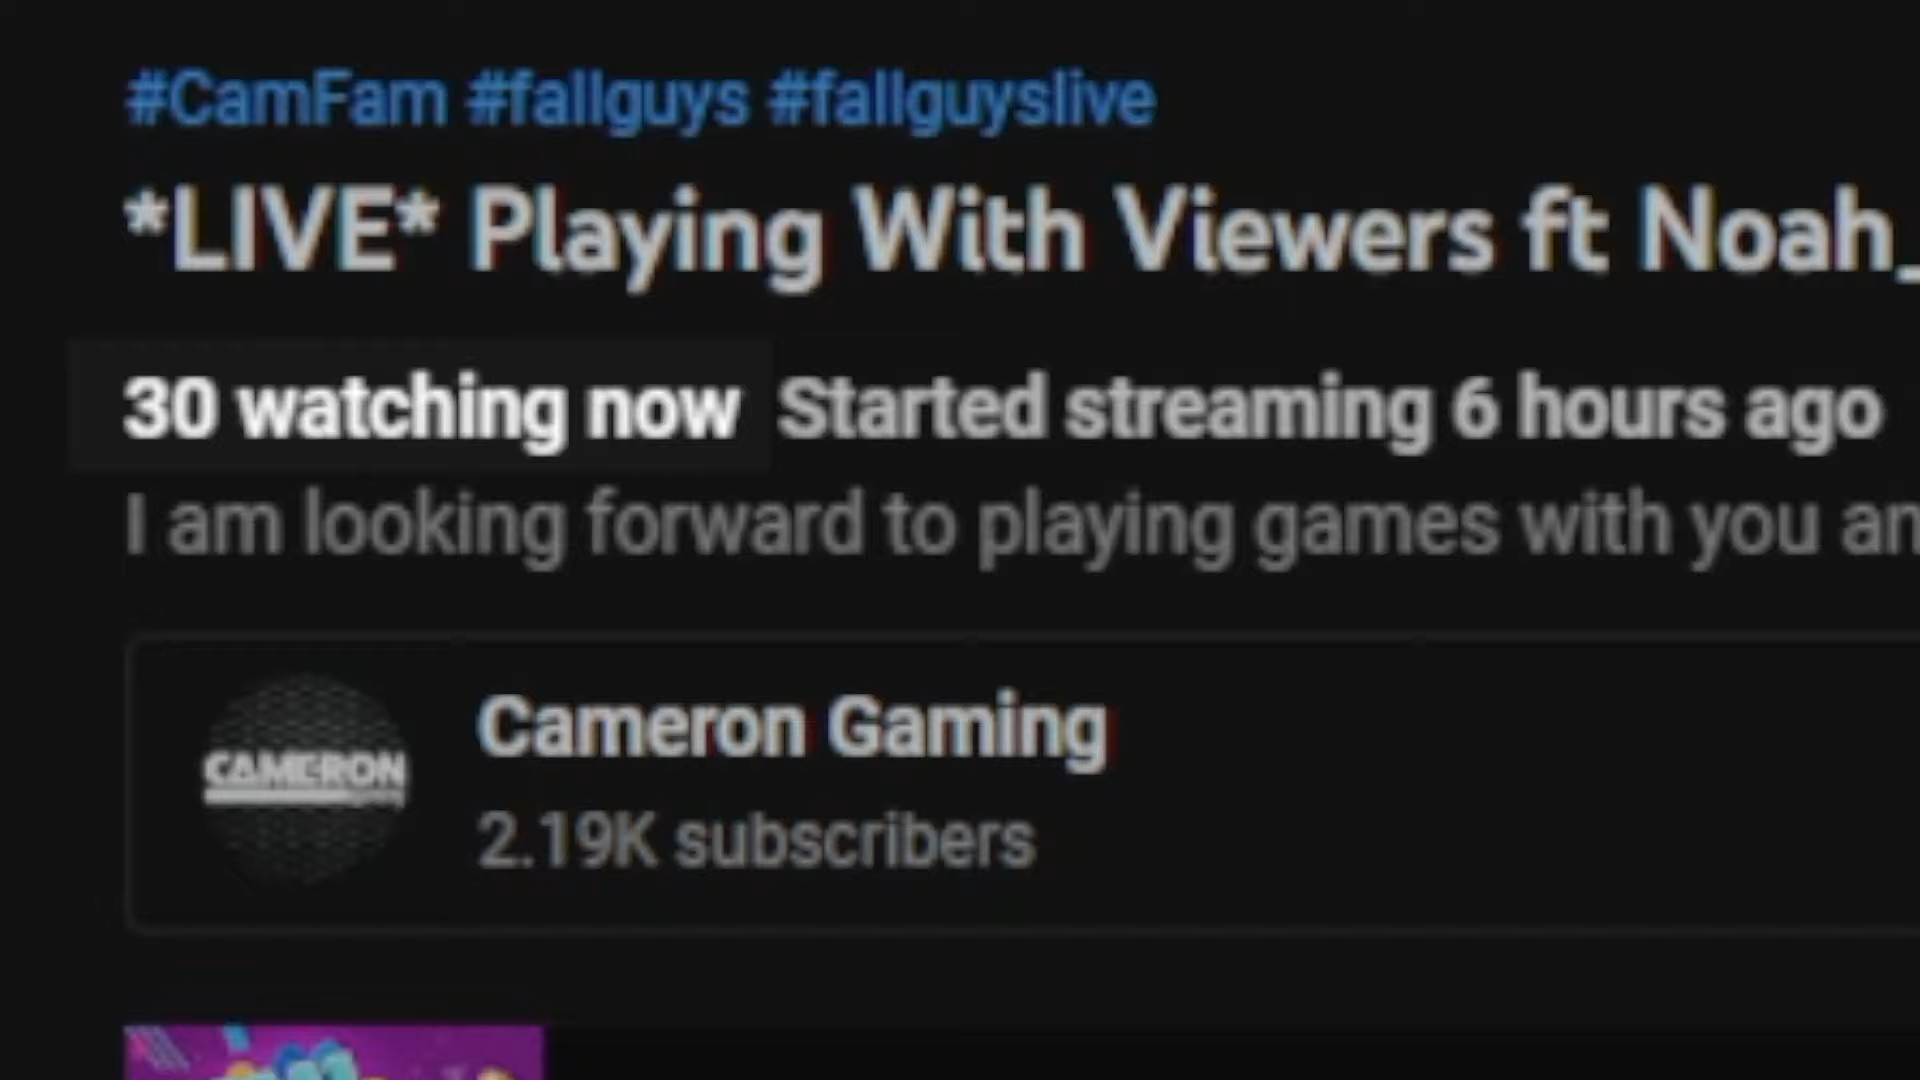 #CamFam #fallguys #fallguyslive
*LIVE* Playing With Viewers ft Noah_
30 watching now Started streaming 6 hours ago
I am looking forward to playing games with you an
CAMERON
Cameron Gaming
2.19K subscribers